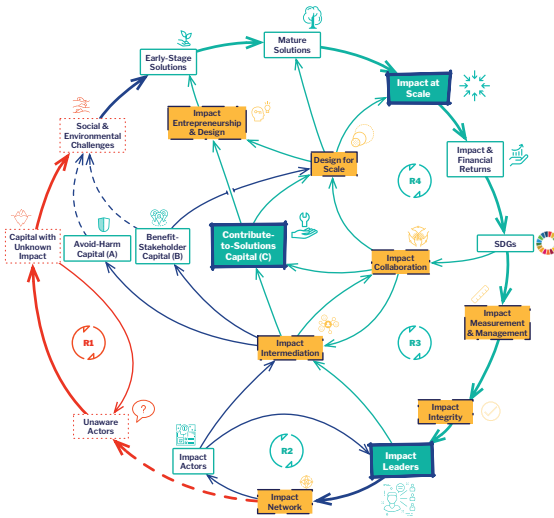 Mature
Solutions
Early-Stage
Solutions
Impact at
Scale
Impact
Entrepreneurship
& Design
Social &
Environmental
Challenges
Impact &
Financial
Returns
Design for
Scale
R4
Capital with
Unknown
Impact
Avoid-Harm
Capital (A)
Benefit-
Stakeholder
Capital (B)
Contribute-
to-Solutions
Capital (C)
SDGs
Impact
Collaboration
Impact
Measurement
& Management
R1
Impact
Intermediation
R3
?
Unaware
Actors
Impact
Integrity
Impact
Actors
R2
Impact
Leaders
Impact
Network